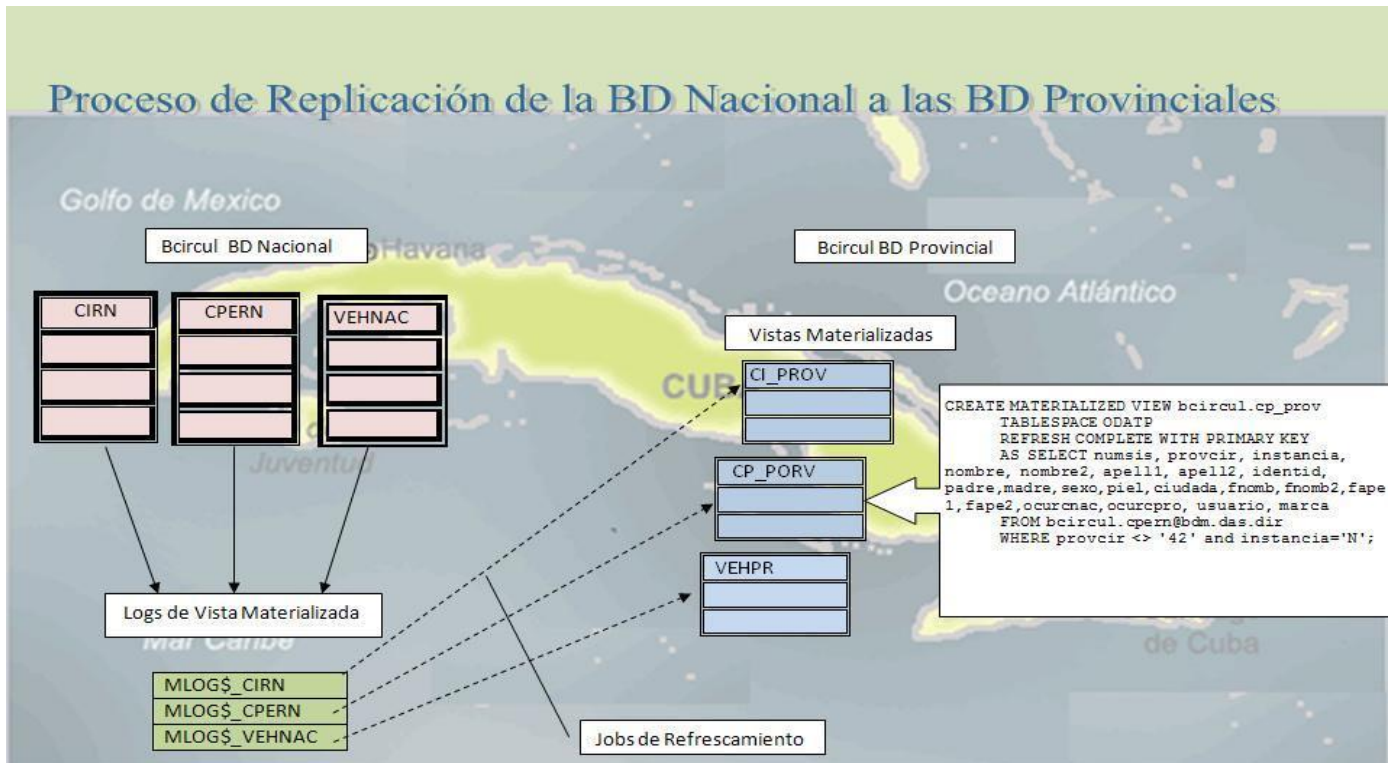 Proceso de Replicación de la BD Nacional a las BD Provinciales
Golfo de Mexico
Bcircul BD Nacional
Havana
Bcircul BD Provincial
Oceano Atlántico
CIRN
CPERN
VEHNAC
Vistas Materializadas
CI_PROV
CUB
CP_PORV
VEHPR
CREATE MATERIALIZED VIEW bcircul.cp_prov
TABLESPACE ODATP
REFRESH COMPLETE WITH PRIMARY KEY
AS SELECT numsis, provcir, instancia,
nombre, nombre2, apell1, apell2, identid,
padre,madre,sexo,piel,ciudada,fnomb,fnomb2,fape
1,fape2,ocurcnac,ocurcpro, usuario, marca
FROM bcircul.cpern@bdm.das.dir
WHERE provcir <> '42' and instancia='N';
Juventud
Logs de Vista Materializada
Mar Caribe
de Cuba
MLOG$_CIRN
MLOG$_CPERN
MLOG$_VEHNAC
Jobs de Refrescamiento